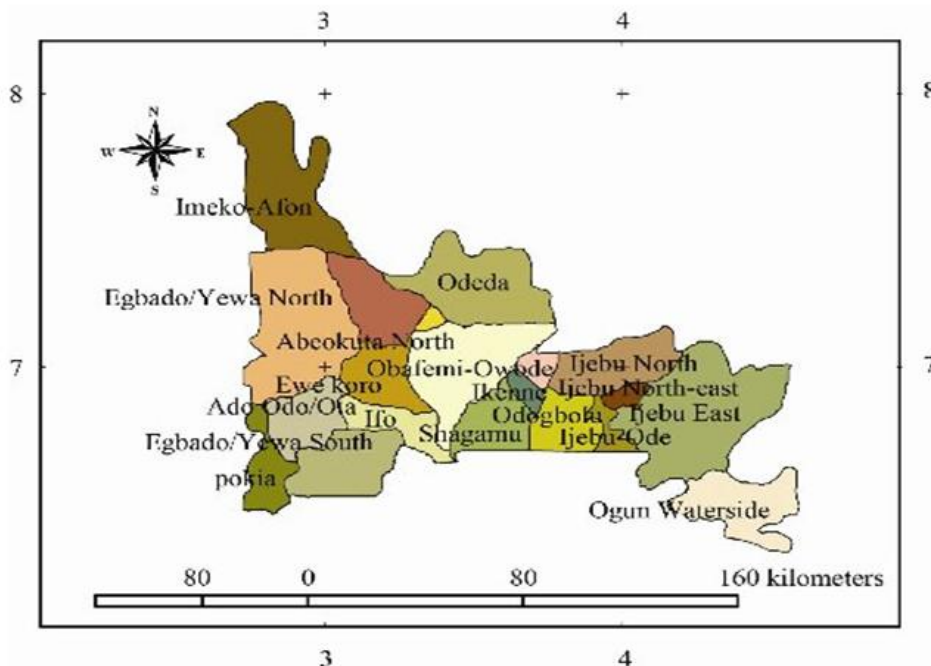 3 4
8 8
N
W E
S
Imeko-Afon
Odeda
Egbado/Yewa North
Abeokuta North
7 7
Obafemi-Owode
Ijebu North
Ewe koro
Ikenne
Ijebu North-east
Ado Odo/Ota
Ifo
Odogbolu
Ijebu East
Egbado/Yewa South
Shagamu
Ijebu-Ode
pokia
Ogun Waterside
80 0 80 160 kilometers
3 4